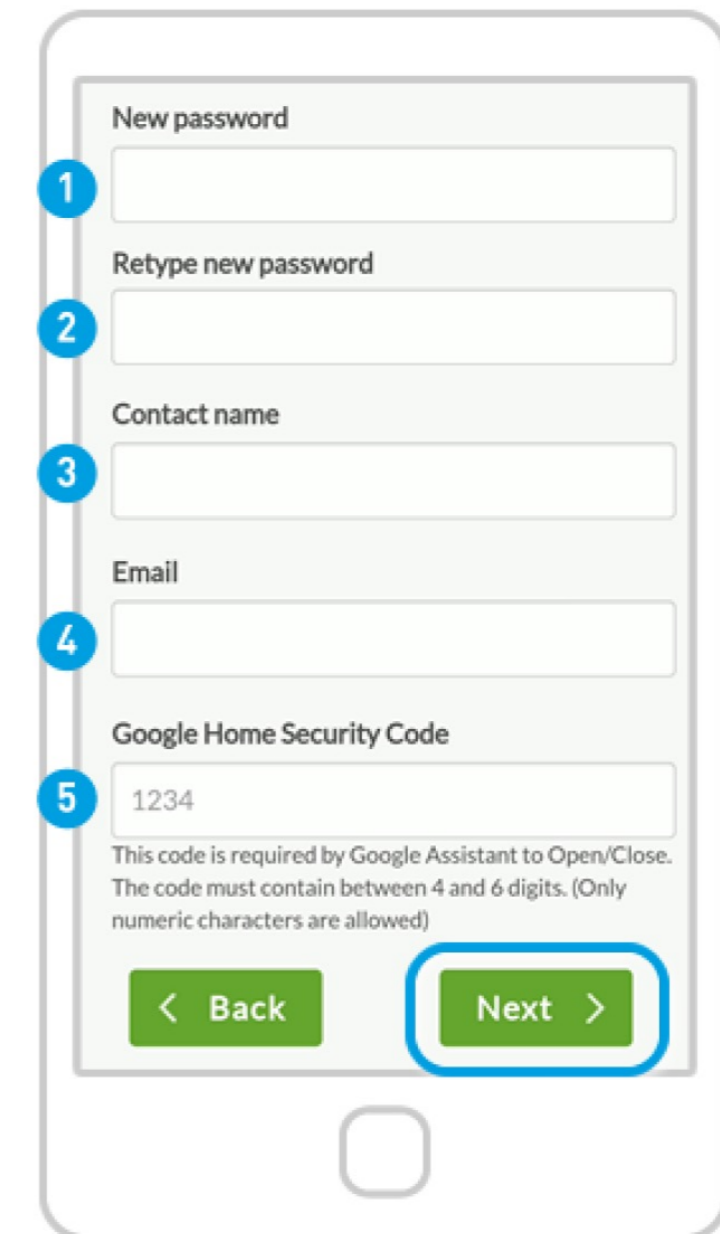 New password
1
Retype new password
2
Contact name
3
Email
4
Google Home Security Code
5 1234
This code is required by Google Assistant to Open/Close.
The code must contain between 4 and 6 digits. (Only
numeric characters are allowed)
< Back Next >